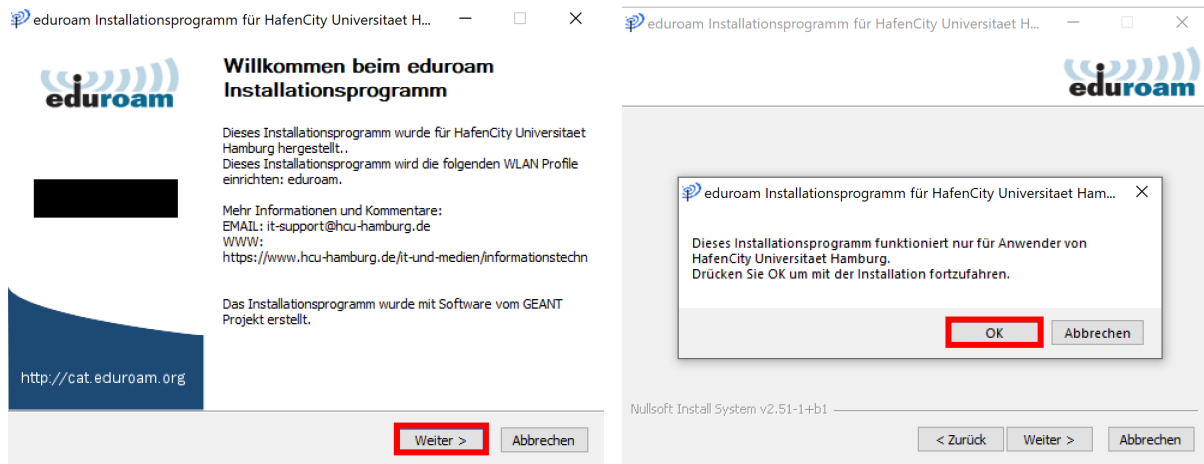 eduroam Installationsprogramm für HafenCity Universitaet H...
eduroam
Willkommen beim eduroam
Installationsprogramm
Dieses Installationsprogramm wurde für HafenCity Universitaet
Hamburg hergestellt..
Dieses Installationsprogramm wird die folgenden WLAN Profile
einrichten: eduroam.
Mehr Informationen und Kommentare:
EMAIL: it-support@hcu-hamburg.de
WWW:
https://www.hcu-hamburg.de/it-und-medien/informationstechn
Das Installationsprogramm wurde mit Software vom GEANT
Projekt erstellt.
http://cat.eduroam.org
Weiter >
Abbrechen
eduroam Installationsprogramm für HafenCity Universitaet H...
eduroam
eduroam Installationsprogramm für HafenCity Universitaet Ham...
Dieses Installationsprogramm funktioniert nur für Anwender von
HafenCity Universitaet Hamburg.
Drücken Sie OK um mit der Installation fortzufahren.
OK
Abbrechen
Nullsoft Install System v2.51-1+b1
< Zurück
Weiter >
Abbrechen